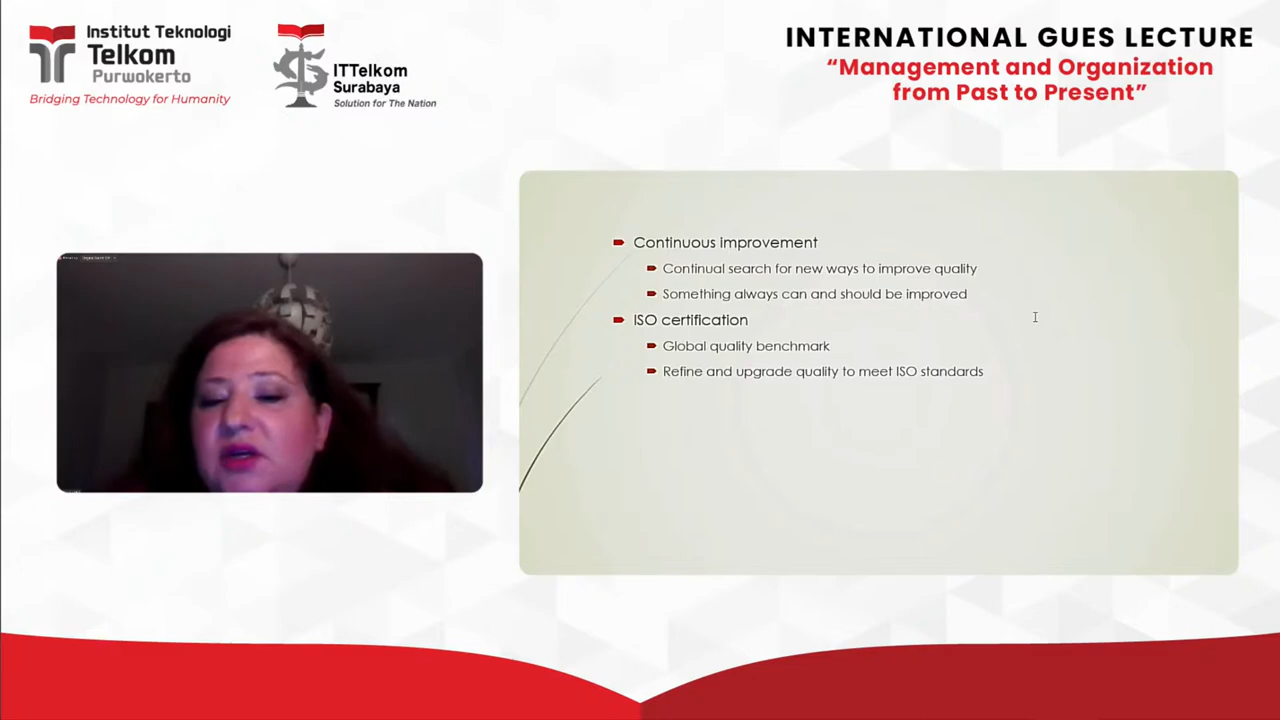 Institut Teknologi
Telkom
Purwokerto
Bridging Technology for Humanity
ITTelkom
Surabaya
Solution for The Nation
INTERNATIONAL GUES LECTURE
“Management and Organization
from Past to Present”
Continuous improvement
Continual search for new ways to improve quality
Something always can and should be improved
ISO certification
Global quality benchmark
Refine and upgrade quality to meet ISO standards